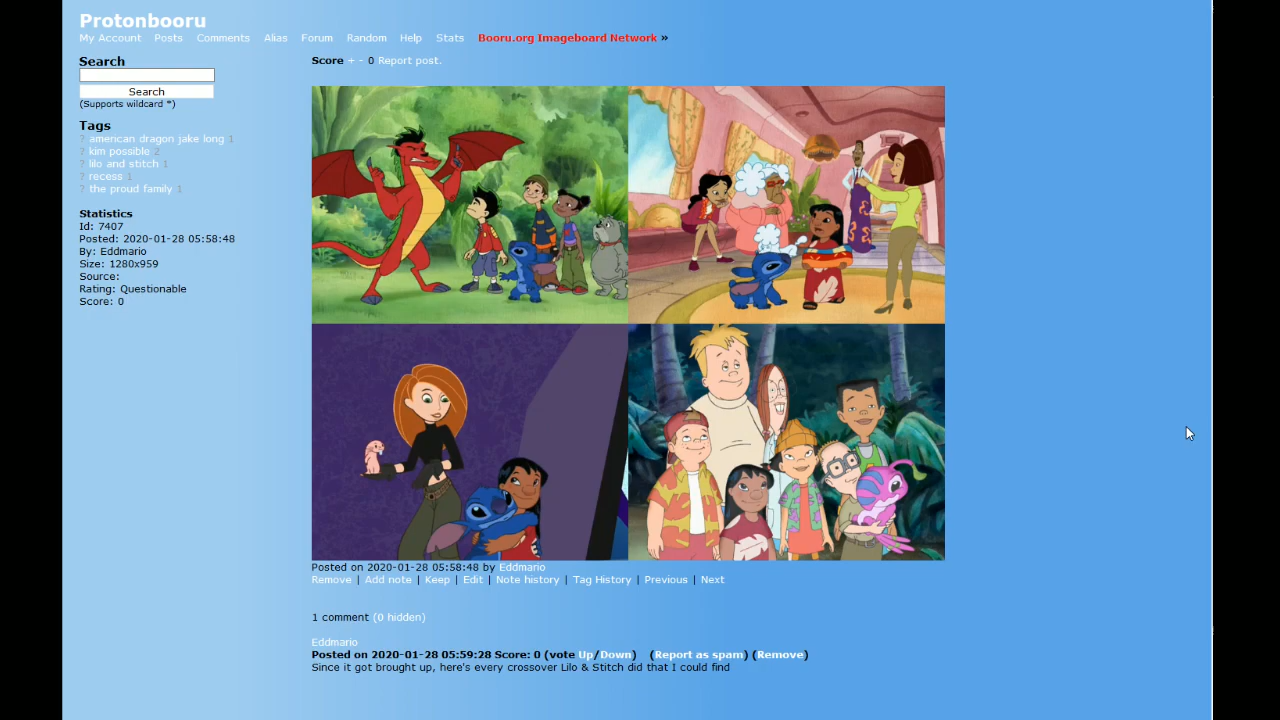 Protonbooru
My Account Posts Comments Alias Forum Random Help Stats Booru.org Imageboard Network »
Search
Search
(Supports wildcard *)
Tags
? american dragon jake long 1
? kim possible 2
? lilo and stitch 1
? recess 1
? the proud family 1
Statistics
Id: 7407
Posted: 2020-01-28 05:58:48
By: Eddmario
Size: 1280x959
Source:
Rating: Questionable
Score: 0
Score + - 0 Report post.
Posted on 2020-01-28 05:58:48 by Eddmario
Remove | Add note | Keep | Edit | Note history | Tag History | Previous | Next
1 comment (0 hidden)
Eddmario
Posted on 2020-01-28 05:59:28 Score: 0 (vote Up/Down) (Report as spam) (Remove)
Since it got brought up, here's every crossover Lilo & Stitch did that I could find